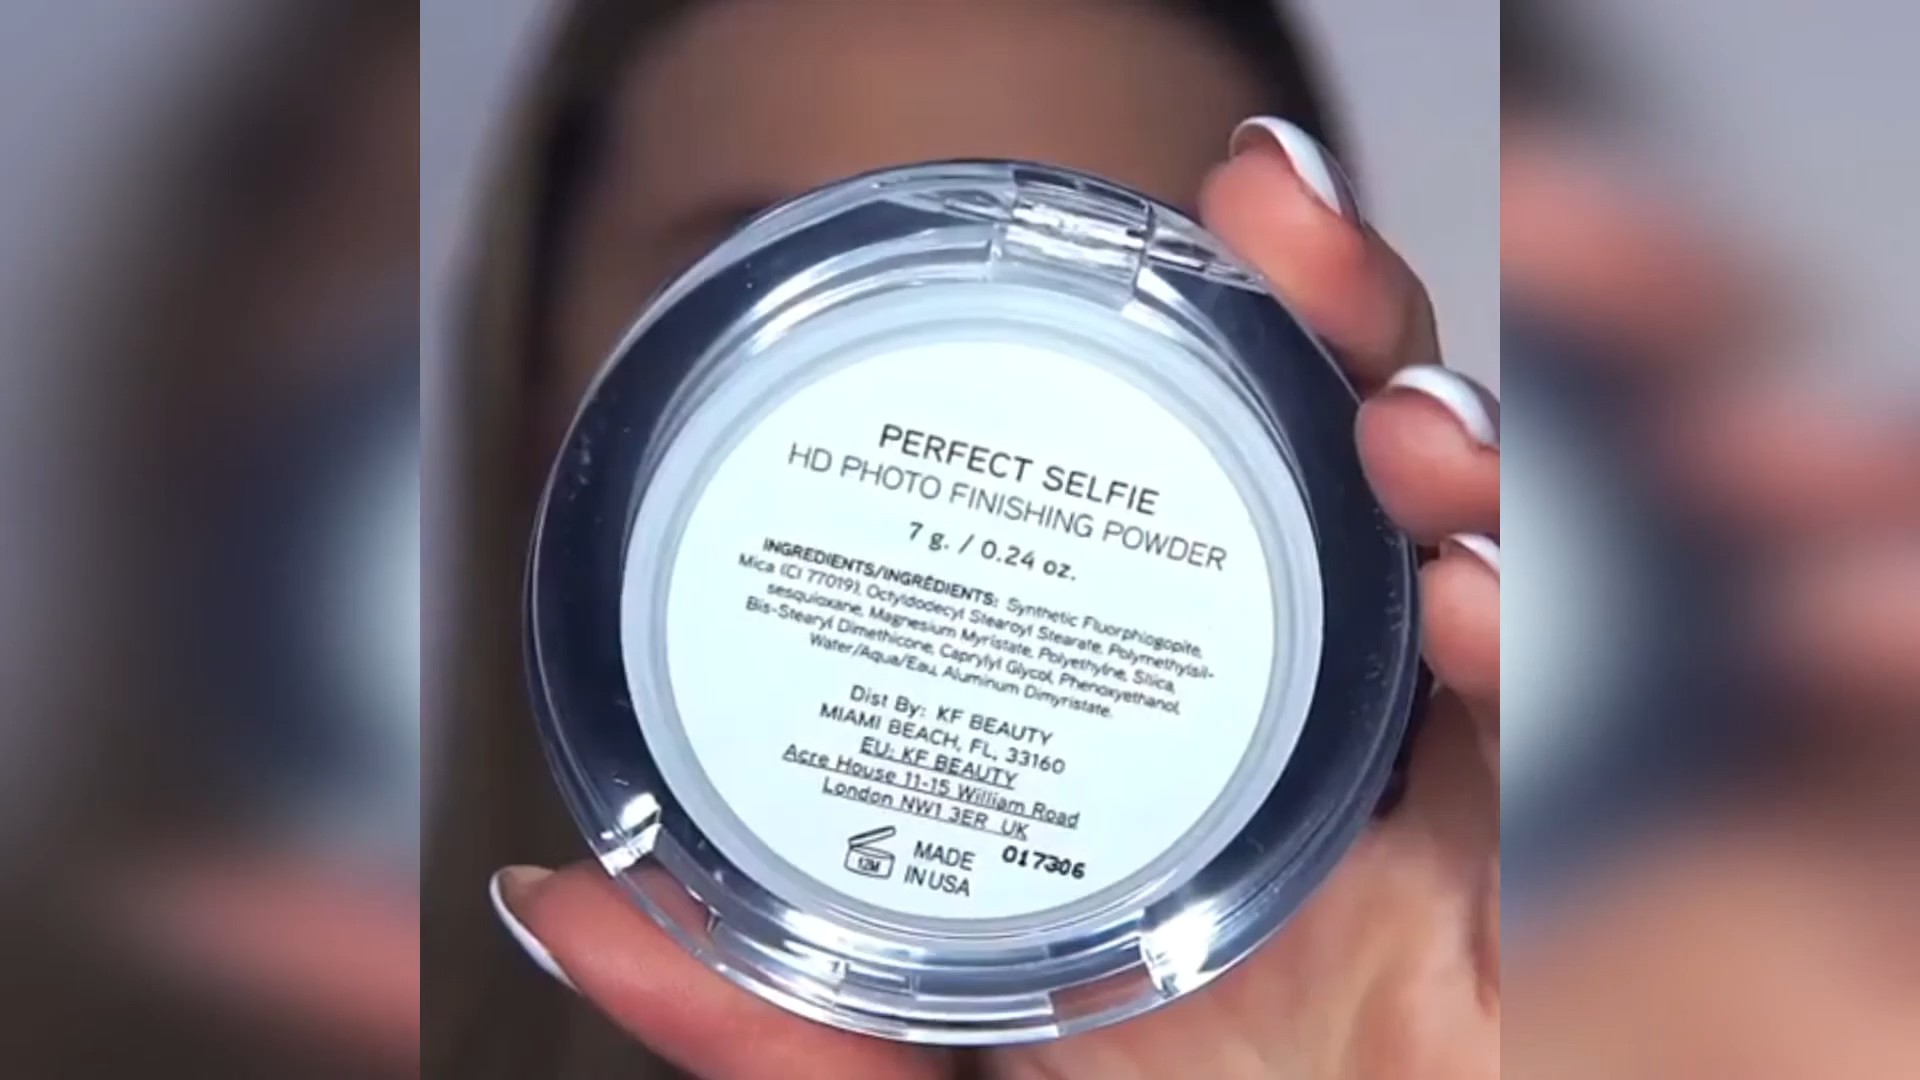 PERFECT SELFIE
HD PHOTO FINISHING POWDER
7 g. / 0.24 oz.
INGREDIENTS/INGRÉDIENTS: Synthetic Fluorphlogopite,
Mica (CI 77019), Octyldodecyl Stearoyl Stearate, Polymethylsil-
sesquioxane, Magnesium Myristate, Polyethylne, Silica,
Bis-Stearyl Dimethicone, Caprylyl Glycol, Phenoxyethanol,
Water/Aqua/Eau, Aluminum Dimyristate.
Dist By: KF BEAUTY
MIAMI BEACH, FL, 33160
EU: KF BEAUTY
Acre House 11-15 William Road
London NW1 3ER UK
12M
MADE
IN USA
017306